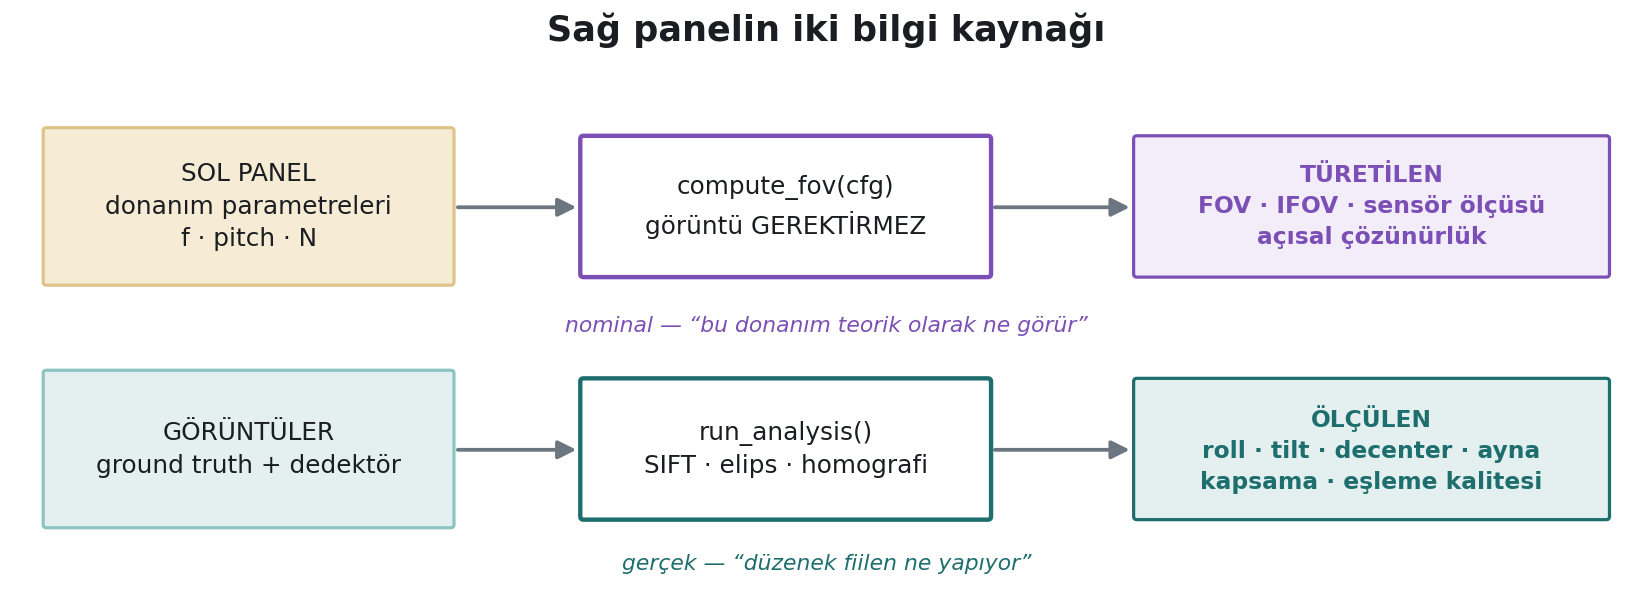 Sağ panelin iki bilgi kaynağı
SOL PANEL
donanım parametreleri
f · pitch · N
compute_fov(cfg)
görüntü GEREKTİRMEZ
TÜRETİLEN
FOV · IFOV · sensör ölçüsü
açısal çözünürlük
nominal — “bu donanım teorik olarak ne görür”
GÖRÜNTÜLER
ground truth + dedektör
run_analysis()
SIFT · elips · homografi
ÖLÇÜLEN
roll · tilt · decenter · ayna
kapsama · eşleme kalitesi
gerçek — “düzenek fiilen ne yapıyor”